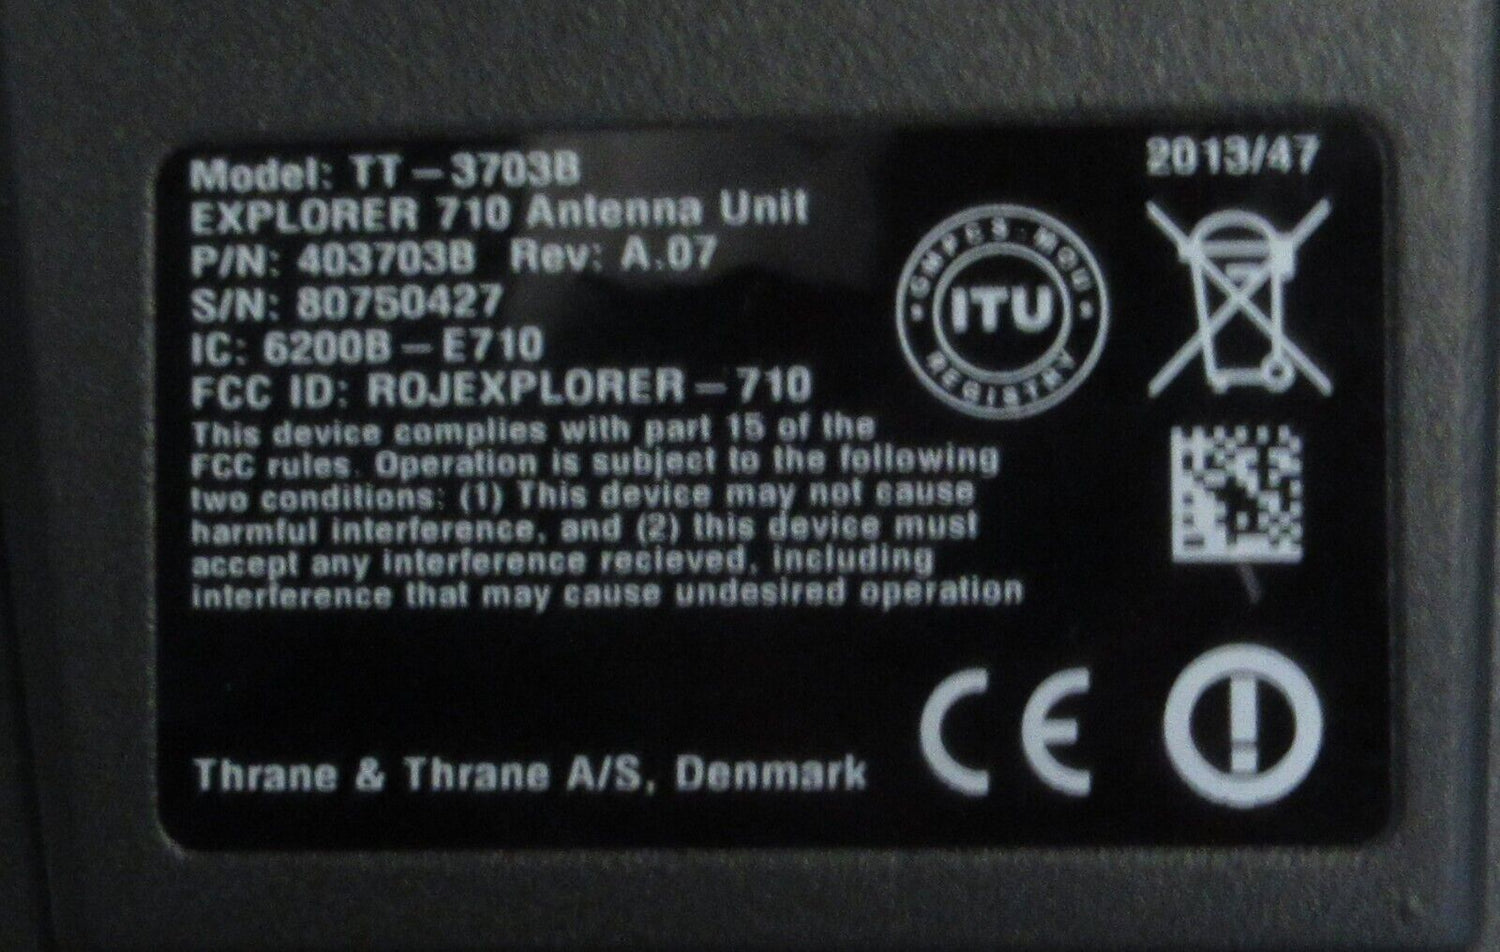 Model: TT-3703B
EXPLORER 710 Antenna Unit
P/N: 403703B Rev: A.07
S/N: 80750427
IC: 6200B-E710
FCC ID: ROJEXPLORER-710
This device complies with part 15 of the
FCC rules. Operation is subject to the following
two conditions: (1) This device may not cause
harmful interference, and (2) this device must
accept any interference recieved, including
interference that may cause undesired operation
Thrane & Thrane A/S, Denmark
2013/47
GMPCS-MOU
ITU
REGISTRY
CE